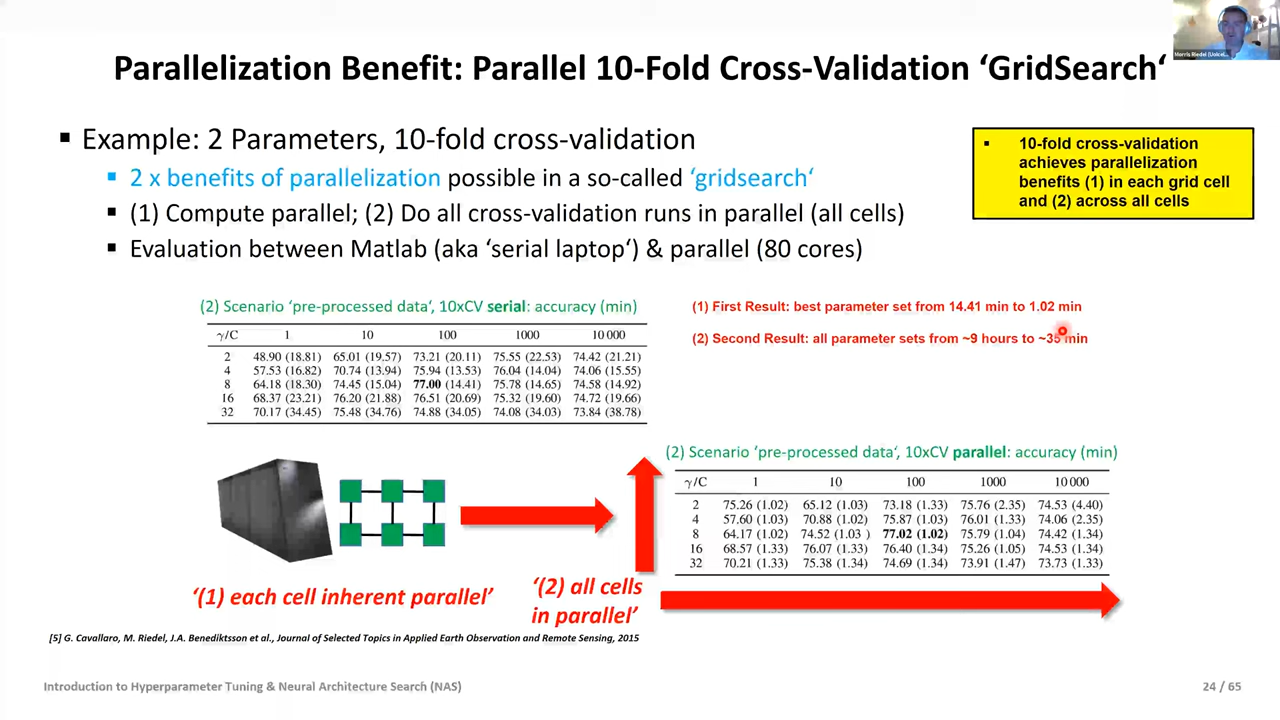 Parallelization Benefit: Parallel 10-Fold Cross-Validation ‘GridSearch‘
▪ Example: 2 Parameters, 10-fold cross-validation
▪ 2 x benefits of parallelization possible in a so-called ‘gridsearch‘
▪ (1) Compute parallel; (2) Do all cross-validation runs in parallel (all cells)
▪ Evaluation between Matlab (aka ‘serial laptop‘) & parallel (80 cores)
▪ 10-fold cross-validation
achieves parallelization
benefits (1) in each grid cell
and (2) across all cells
(2) Scenario ‘pre-processed data‘, 10xCV serial: accuracy (min)
γ/C 1 10 100 1000 10 000
2 48.90 (18.81) 65.01 (19.57) 73.21 (20.11) 75.55 (22.53) 74.42 (21.21)
4 57.53 (16.82) 70.74 (13.94) 75.94 (13.53) 76.04 (14.04) 74.06 (15.55)
8 64.18 (18.30) 74.45 (15.04) 77.00 (14.41) 75.78 (14.65) 74.58 (14.92)
16 68.37 (23.21) 76.20 (21.88) 76.51 (20.69) 75.32 (19.60) 74.72 (19.66)
32 70.17 (34.45) 75.48 (34.76) 74.88 (34.05) 74.08 (34.03) 73.84 (38.78)
(1) First Result: best parameter set from 14.41 min to 1.02 min
(2) Second Result: all parameter sets from ~9 hours to ~35 min
(2) Scenario ‘pre-processed data‘, 10xCV parallel: accuracy (min)
γ/C 1 10 100 1000 10 000
2 75.26 (1.02) 65.12 (1.03) 73.18 (1.33) 75.76 (2.35) 74.53 (4.40)
4 57.60 (1.03) 70.88 (1.02) 75.87 (1.03) 76.01 (1.33) 74.06 (2.35)
8 64.17 (1.02) 74.52 (1.03 ) 77.02 (1.02) 75.79 (1.04) 74.42 (1.34)
16 68.57 (1.33) 76.07 (1.33) 76.40 (1.34) 75.26 (1.05) 74.53 (1.34)
32 70.21 (1.33) 75.38 (1.34) 74.69 (1.34) 73.91 (1.47) 73.73 (1.33)
‘(1) each cell inherent parallel’
‘(2) all cells
in parallel’
[5] G. Cavallaro, M. Riedel, J.A. Benediktsson et al., Journal of Selected Topics in Applied Earth Observation and Remote Sensing, 2015
Introduction to Hyperparameter Tuning & Neural Architecture Search (NAS)
24 / 65
Morris Riedel